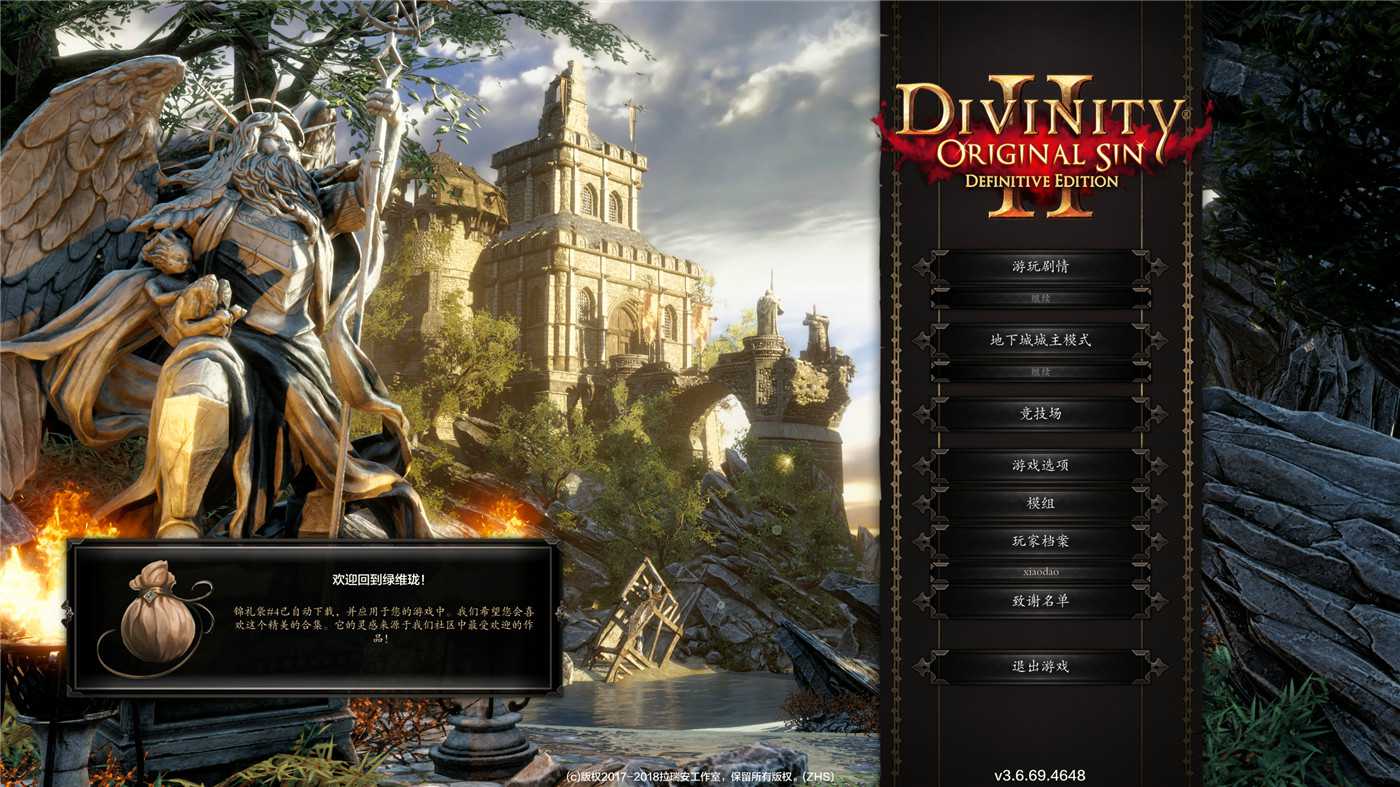 DIVINITY
II
ORIGINAL SIN
DEFINITIVE EDITION
游玩剧情
继续
地下城城主模式
继续
竞技场
游戏选项
模组
玩家档案
xiaodao
致谢名单
退出游戏
欢迎回到绿维珑！
锦礼袋#4已自动下载，并应用于您的游戏中。我们希望您会喜
欢这个精美的合集。它的灵感来源于我们社区中最受欢迎的作
品！
(c)版权2017-2018拉瑞安工作室，保留所有版权。(ZHS)
v3.6.69.4648